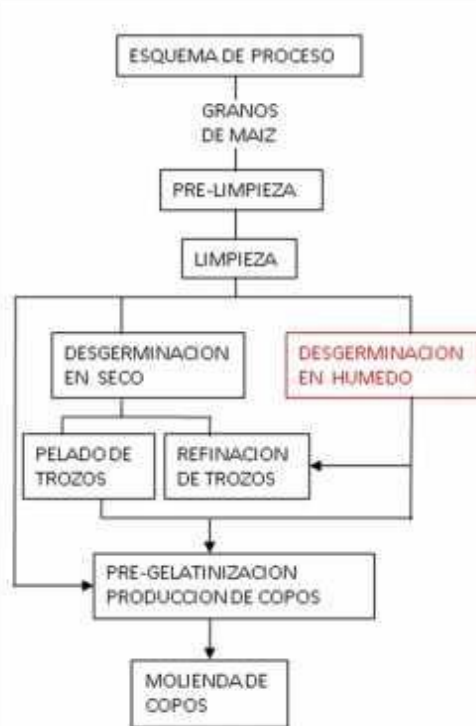 ESQUEMA DE PROCESO
GRANOS
DE MAIZ
PRE-LIMPIEZA
LIMPIEZA
DESGERMINACION
EN SECO
DESGERMINACION
EN HUMEDO
PELADO DE
TROZOS
REFINACION
DE TROZOS
PRE-GELATINIZACION
PRODUCCION DE COPOS
MOLIENDA DE
COPOS